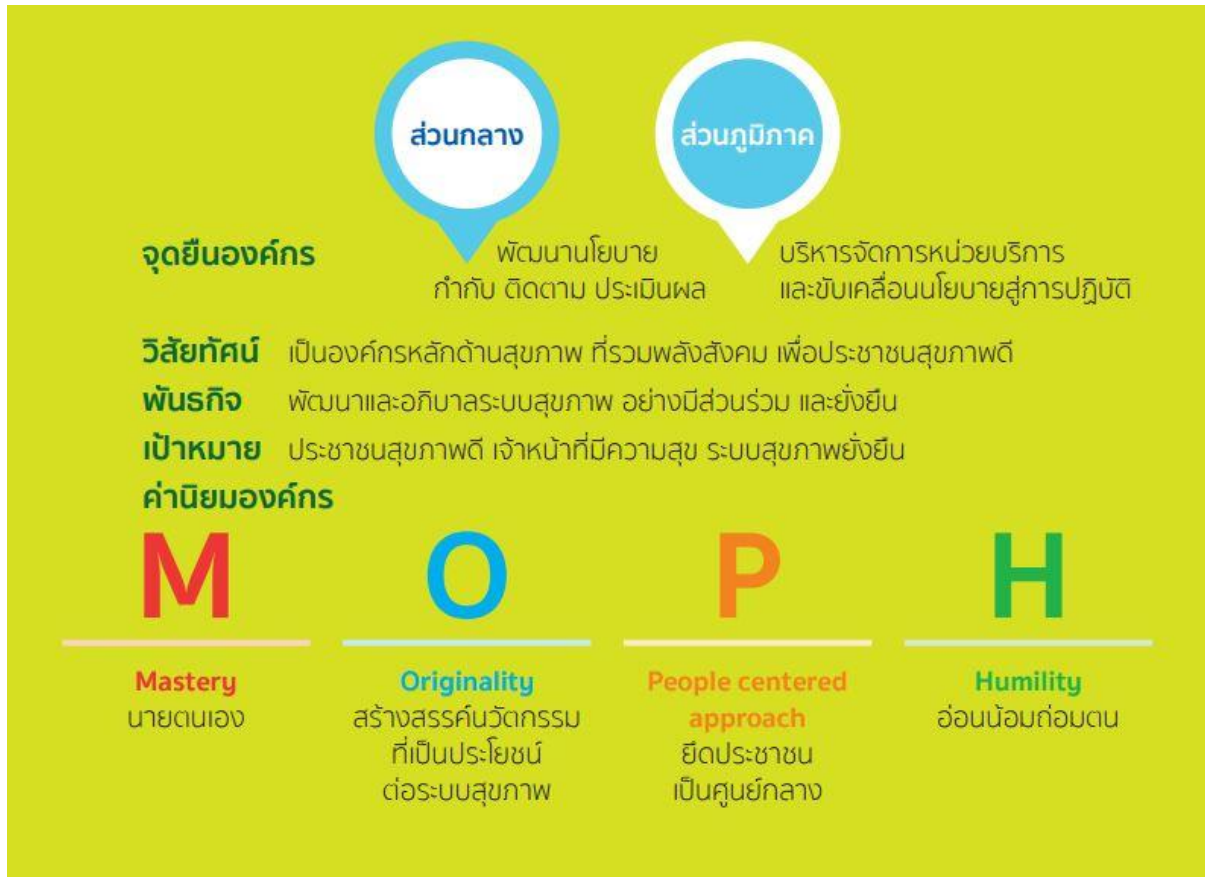 ส่วนกลาง
ส่วนภูมิภาค
จุดยืนองค์กร
พัฒนานโยบาย
กำกับ ติดตาม ประเมินผล
บริหารจัดการหน่วยบริการ
และขับเคลื่อนนโยบายสู่การปฏิบัติ
วิสัยทัศน์ เป็นองค์กรหลักด้านสุขภาพ ที่รวมพลังสังคม เพื่อประชาชนสุขภาพดี
พันธกิจ พัฒนาและอภิบาลระบบสุขภาพ อย่างมีส่วนร่วม และยั่งยืน
เป้าหมาย ประชาชนสุขภาพดี เจ้าหน้าที่มีความสุข ระบบสุขภาพยั่งยืน
ค่านิยมองค์กร
M
Mastery
นายตนเอง
O
Originality
สร้างสรรค์นวัตกรรม
ที่เป็นประโยชน์
ต่อระบบสุขภาพ
P
People centered
approach
ยึดประชาชน
เป็นศูนย์กลาง
H
Humility
อ่อนน้อมถ่อมตน